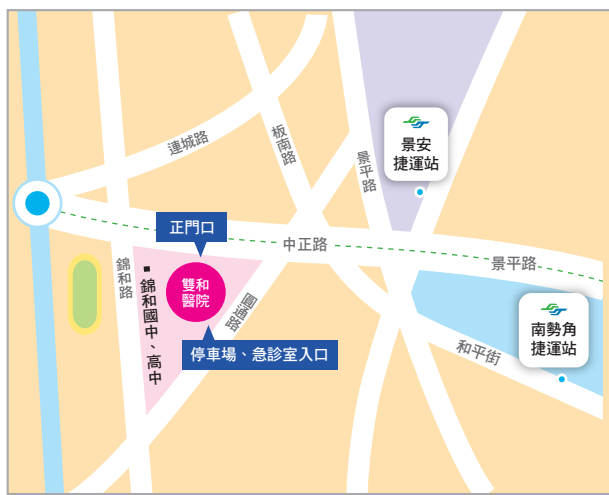 連城路
板南路
景平路
景安
捷運站
正門口
中正路
景平路
錦和路
錦和國中、高中
雙和
醫院
圓通路
停車場、急診室入口
南勢角
捷運站
和平街